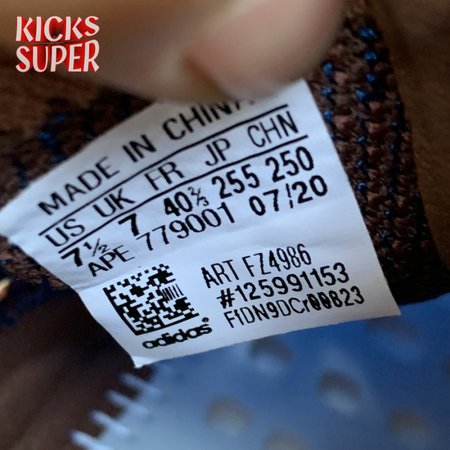 KICKS
SUPER
MADE IN CHINA
US UK FR JP CHN
7½ 7 40⅔ 255 250
APE 779001 07/20
ART FZ4986
#125991153
FIDN9DCr00823
adidas